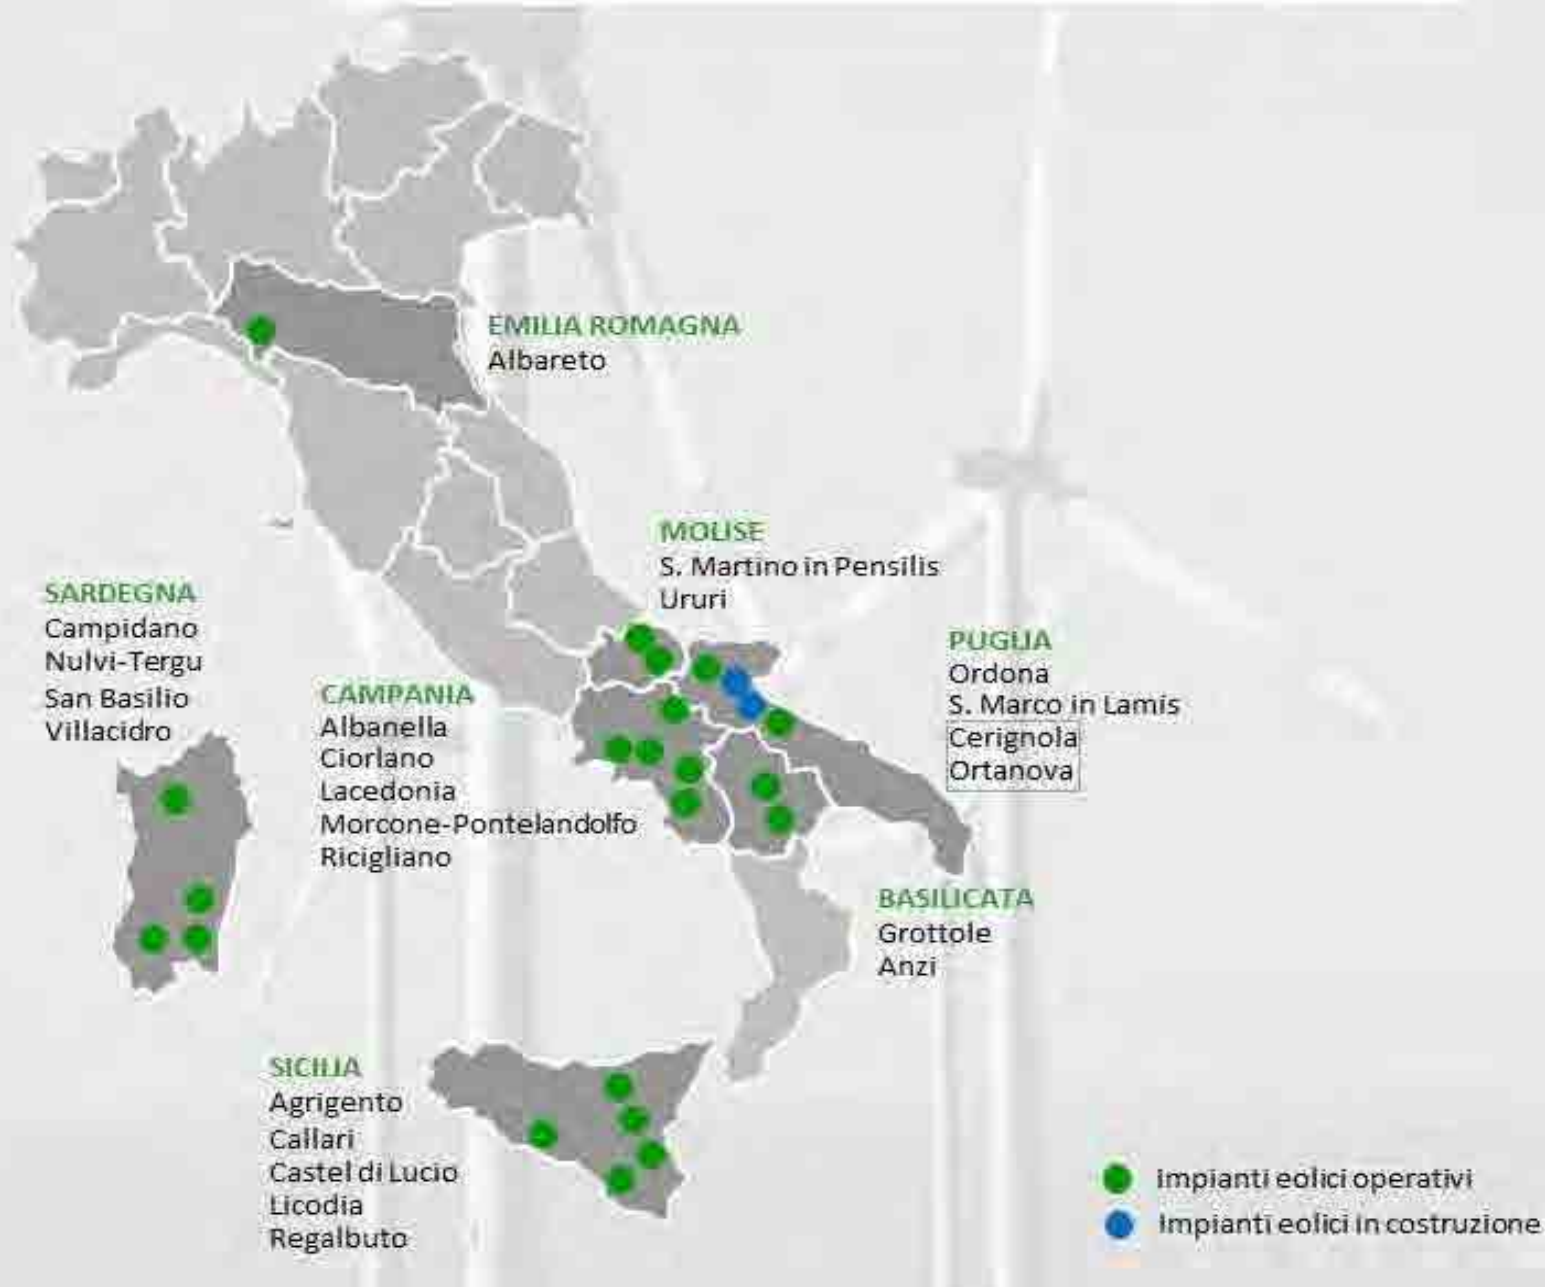 EMILIA ROMAGNA
Albareto
MOLISE
S. Martino in Pensilis
Ururi
SARDEGNA
Campidano
Nulvi-Tergu
San Basilio
Villacidro
CAMPANIA
Albanella
Ciorlano
Lacedonia
Morcone-Pontelandolfo
Ricigliano
PUGLIA
Ordona
S. Marco in Lamis
Cerignola
Ortanova
BASILICATA
Grottole
Anzi
SICILIA
Agrigento
Callari
Castel di Lucio
Licodia
Regalbuto
Impianti eolici operativi
Impianti eolici in costruzione